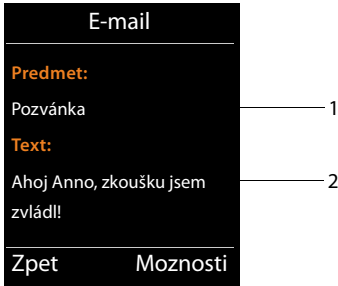 E-mail
Predmet:
Pozvánka
1
Text:
Ahoj Anno, zkoušku jsem
2
zvládl!
Zpet Moznosti